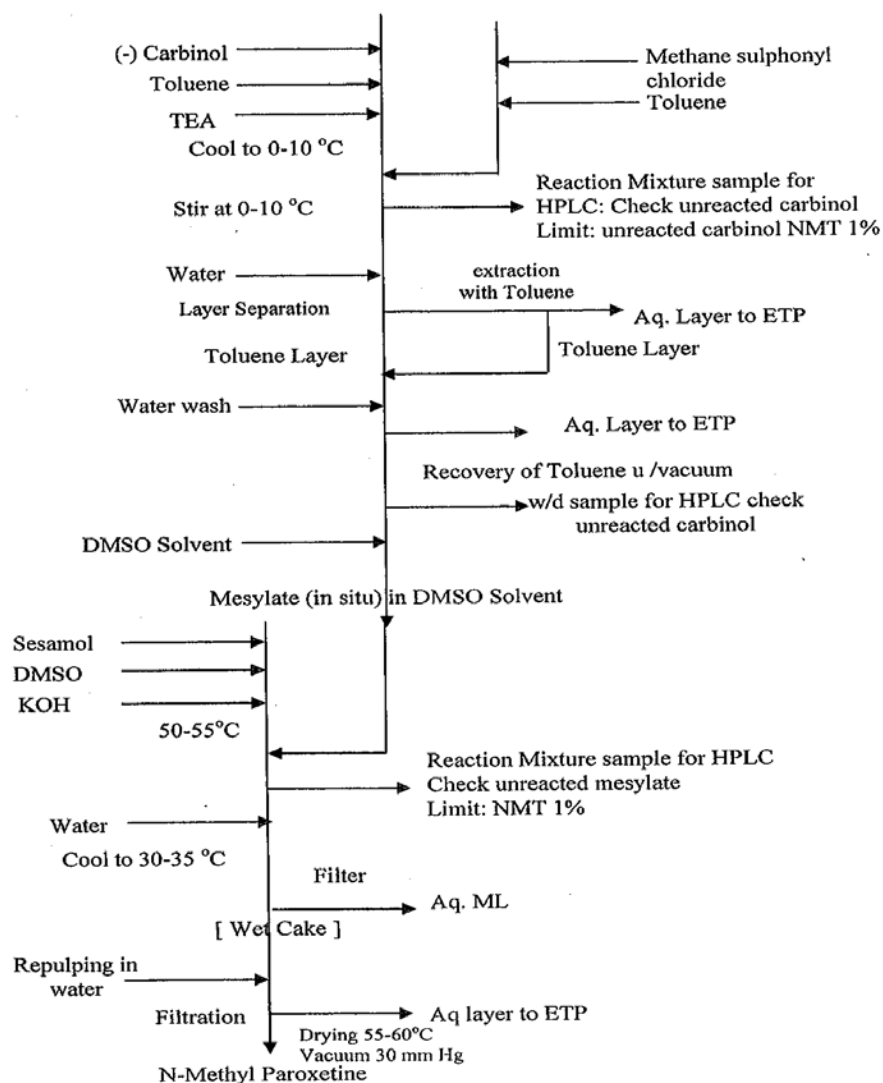 (-) Carbinol
Toluene
TEA
Cool to 0-10 °C
Methane sulphonyl
chloride
Toluene
Stir at 0-10 °C
Reaction Mixture sample for
HPLC: Check unreacted carbinol
Limit: unreacted carbinol NMT 1%
Water
Layer Separation
extraction
with Toluene
Aq. Layer to ETP
Toluene Layer
Toluene Layer
Water wash
Aq. Layer to ETP
Recovery of Toluene u /vacuum
w/d sample for HPLC check
unreacted carbinol
DMSO Solvent
Mesylate (in situ) in DMSO Solvent
Sesamol
DMSO
KOH
50-55°C
Reaction Mixture sample for HPLC
Check unreacted mesylate
Limit: NMT 1%
Water
Cool to 30-35 °C
Filter
Aq. ML
[ Wet Cake ]
Repulping in
water
Filtration
Aq layer to ETP
Drying 55-60°C
Vacuum 30 mm Hg
N-Methyl Paroxetine